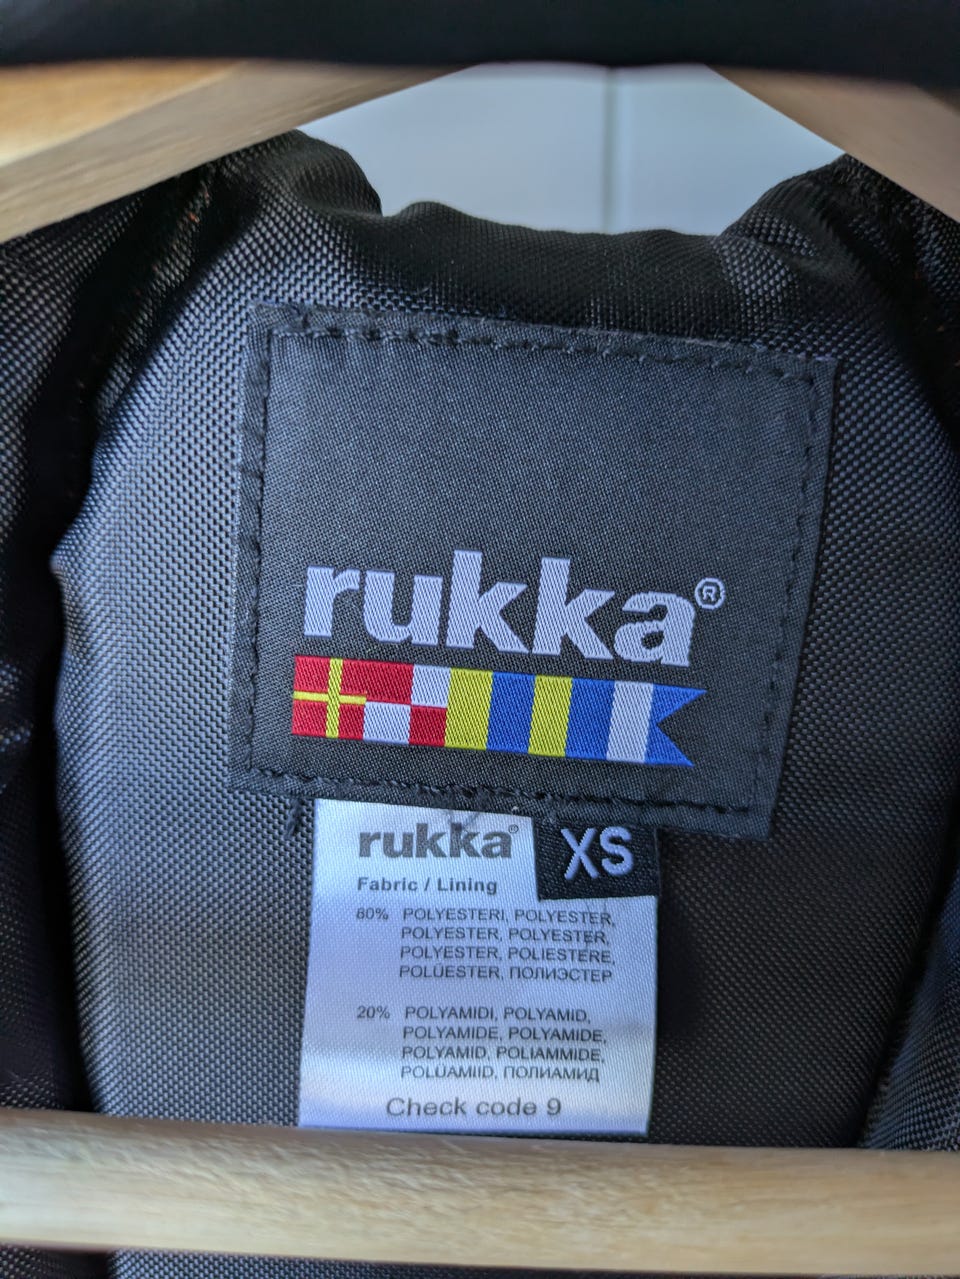 rukka®
rukka®
XS
Fabric / Lining
80% POLYESTERI, POLYESTER,
POLYESTER, POLYESTER,
POLYESTER, POLIESTERE,
POLÜESTER, ПОЛИЭСТЕР
20% POLYAMIDI, POLYAMID,
POLYAMIDE, POLYAMIDE,
POLYAMID, POLIAMMIDE,
POLÜAMIID, ПОЛИАМИД
Check code 9